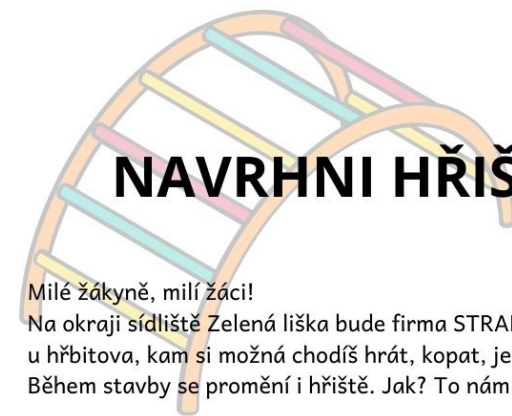 NAVRHNI HŘIŠ
Milé žákyně, milí žáci!
Na okraji sídliště Zelená liška bude firma STRA
u hřbitova, kam si možná chodíš hrát, kopat, je
Během stavby se promění i hřiště. Jak? To nám